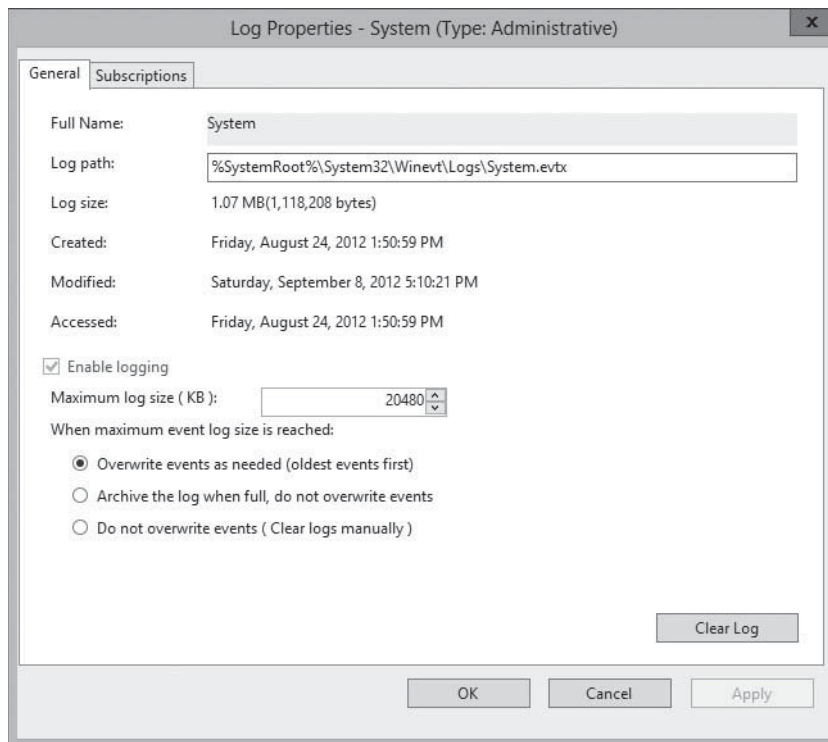 Log Properties - System (Type: Administrative)
x
General
Subscriptions
Full Name: System
Log path: %SystemRoot%\System32\Winevt\Logs\System.evtx
Log size: 1.07 MB(1,118,208 bytes)
Created: Friday, August 24, 2012 1:50:59 PM
Modified: Saturday, September 8, 2012 5:10:21 PM
Accessed: Friday, August 24, 2012 1:50:59 PM
Enable logging
Maximum log size ( KB ): 20480
When maximum event log size is reached:
Overwrite events as needed (oldest events first)
Archive the log when full, do not overwrite events
Do not overwrite events ( Clear logs manually )
Clear Log
OK Cancel Apply